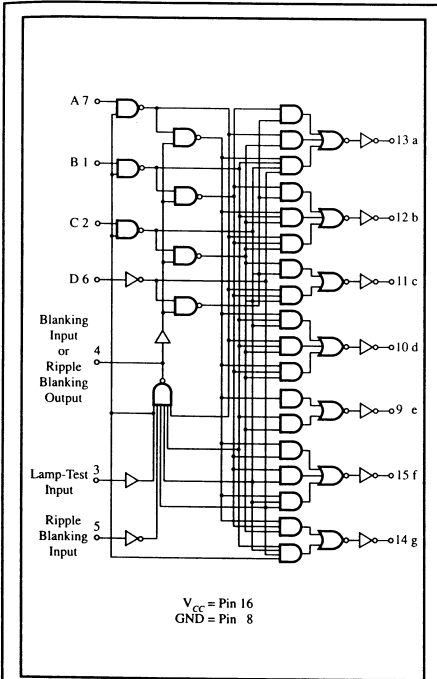 A 7
13 a
B 1
12 b
C 2
11 c
D 6
Blanking
Input
or
Ripple
Blanking
Output
4
10 d
9 e
Lamp-Test
Input
3
15 f
Ripple
Blanking
Input
5
14 g
V_CC = Pin 16
GND = Pin 8